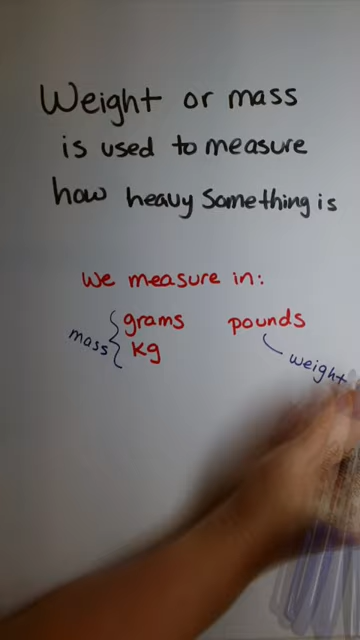 Weight or mass
is used to measure
how heavy Something is
We measure in:
grams pounds
mass kg
weight